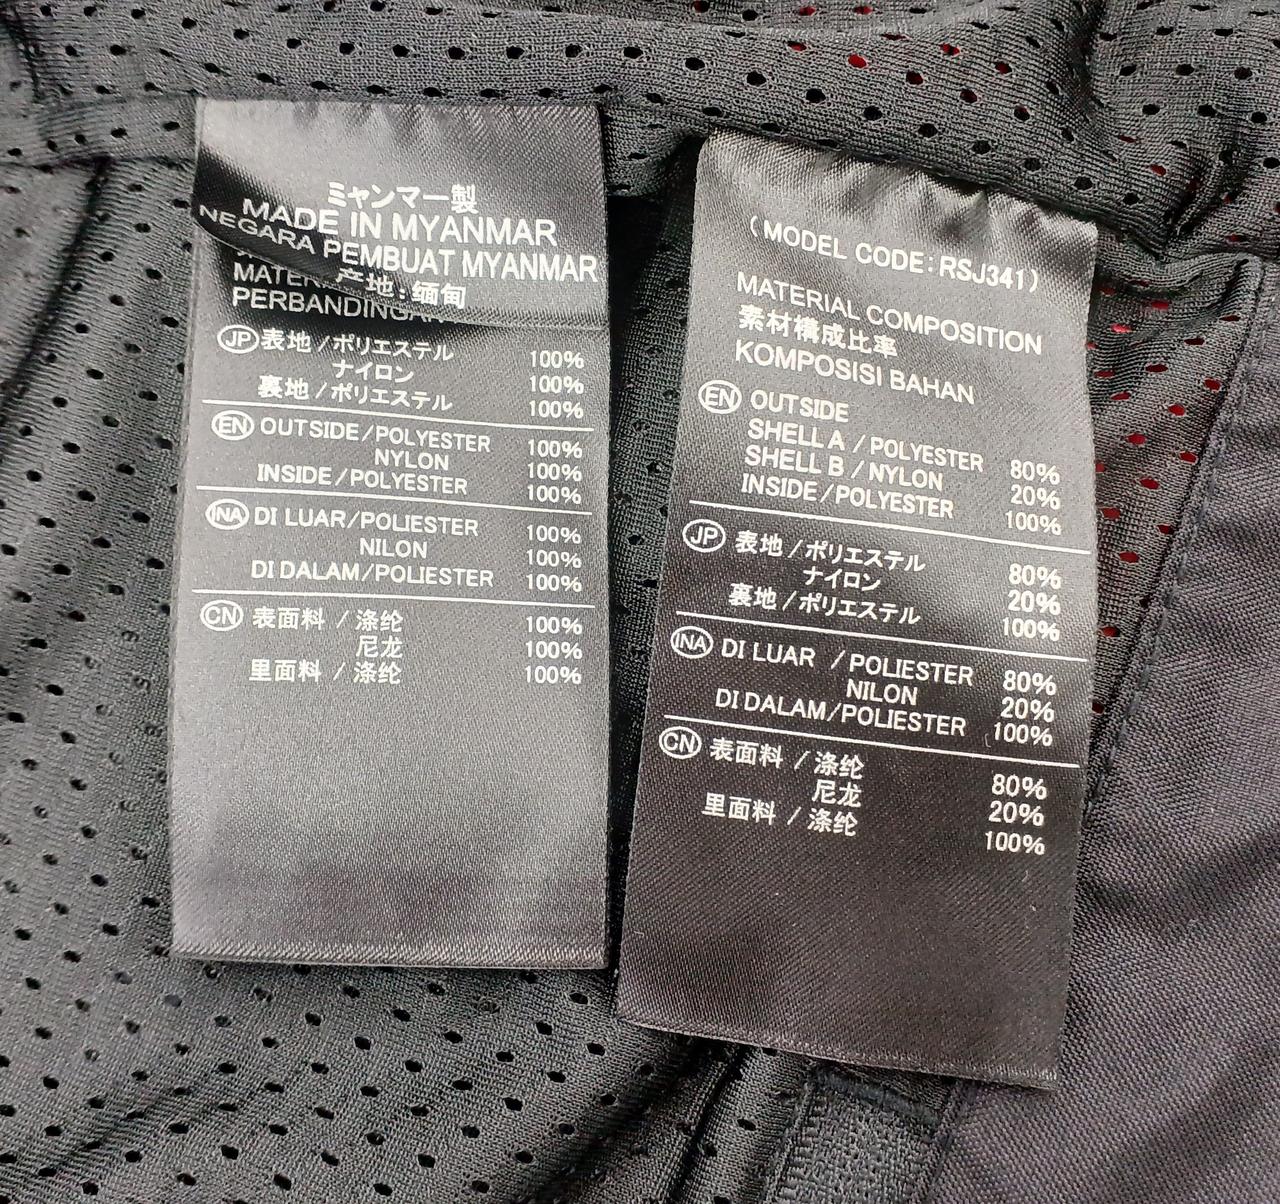 ミャンマー製
MADE IN MYANMAR
NEGARA PEMBUAT MYANMAR
产地:缅甸
PERBANDINGAN
JP 表地/ポリエステル 100%
ナイロン 100%
裏地/ポリエステル 100%
EN OUTSIDE/POLYESTER 100%
NYLON 100%
INSIDE/POLYESTER 100%
INA DI LUAR/POLIESTER 100%
NILON 100%
DI DALAM/POLIESTER 100%
CN 表面料/涤纶 100%
尼龙 100%
里面料/涤纶 100%
(MODEL CODE:RSJ341)
MATERIAL COMPOSITION
素材構成比率
KOMPOSISI BAHAN
EN OUTSIDE
SHELL A/POLYESTER 80%
SHELL B/NYLON 20%
INSIDE/POLYESTER 100%
JP 表地/ポリエステル 80%
ナイロン 20%
裏地/ポリエステル 100%
INA DI LUAR /POLIESTER 80%
NILON 20%
DI DALAM/POLIESTER 100%
CN 表面料/涤纶 80%
尼龙 20%
里面料/涤纶 100%